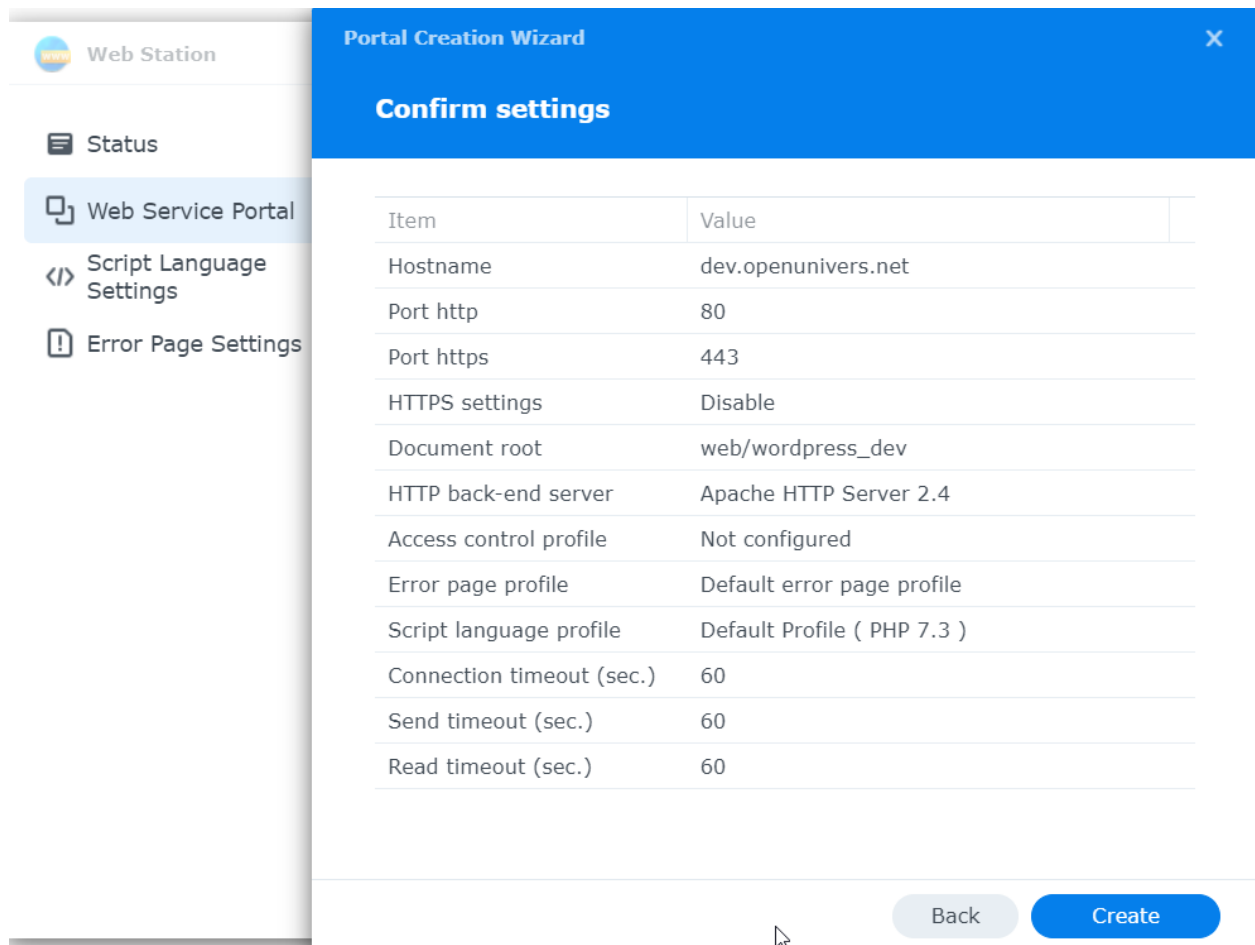 Web Station
Status
Web Service Portal
Script Language
Settings
Error Page Settings
Portal Creation Wizard
Confirm settings
Item Value
Hostname dev.openunivers.net
Port http 80
Port https 443
HTTPS settings Disable
Document root web/wordpress_dev
HTTP back-end server Apache HTTP Server 2.4
Access control profile Not configured
Error page profile Default error page profile
Script language profile Default Profile ( PHP 7.3 )
Connection timeout (sec.) 60
Send timeout (sec.) 60
Read timeout (sec.) 60
Back Create